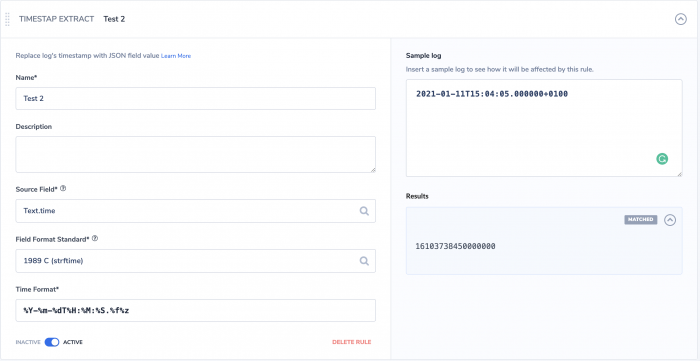 TIMESTAP EXTRACT Test 2
Replace log's timestamp with JSON field value Learn More
Name*
Test 2
Description
Source Field*
Text.time
Field Format Standard*
1989 C (strftime)
Time Format*
%Y-%m-%dT%H:%M:%S.%f%z
INACTIVE ACTIVE DELETE RULE
Sample log
Insert a sample log to see how it will be affected by this rule.
2021-01-11T15:04:05.000000+0100
Results
MATCHED
16103738450000000